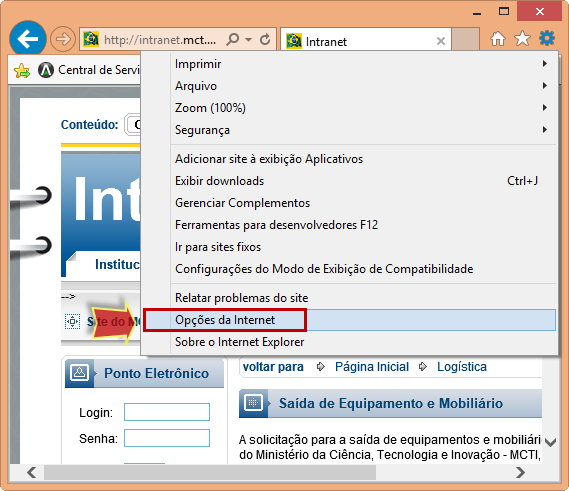 http://intranet.mct....
Intranet
Central de Servi
Imprimir
Arquivo
Zoom (100%)
Segurança
Adicionar site à exibição Aplicativos
Exibir downloads Ctrl+J
Gerenciar Complementos
Ferramentas para desenvolvedores F12
Ir para sites fixos
Configurações do Modo de Exibição de Compatibilidade
Relatar problemas do site
Opções da Internet
Sobre o Internet Explorer
Conteúdo:
Int
Instituc
-->
Site do M
voltar para Página Inicial Logística
Ponto Eletrônico
Login:
Senha:
Saída de Equipamento e Mobiliário
A solicitação para a saída de equipamentos e mobiliári
do Ministério da Ciência, Tecnologia e Inovação - MCTI,